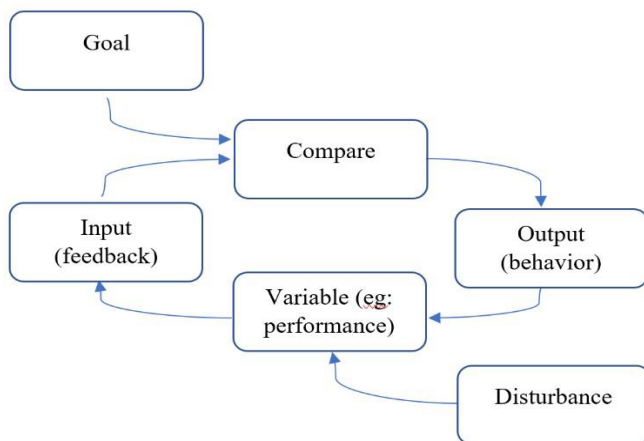 Goal
Compare
Input
(feedback)
Output
(behavior)
Variable (eg:
performance)
Disturbance